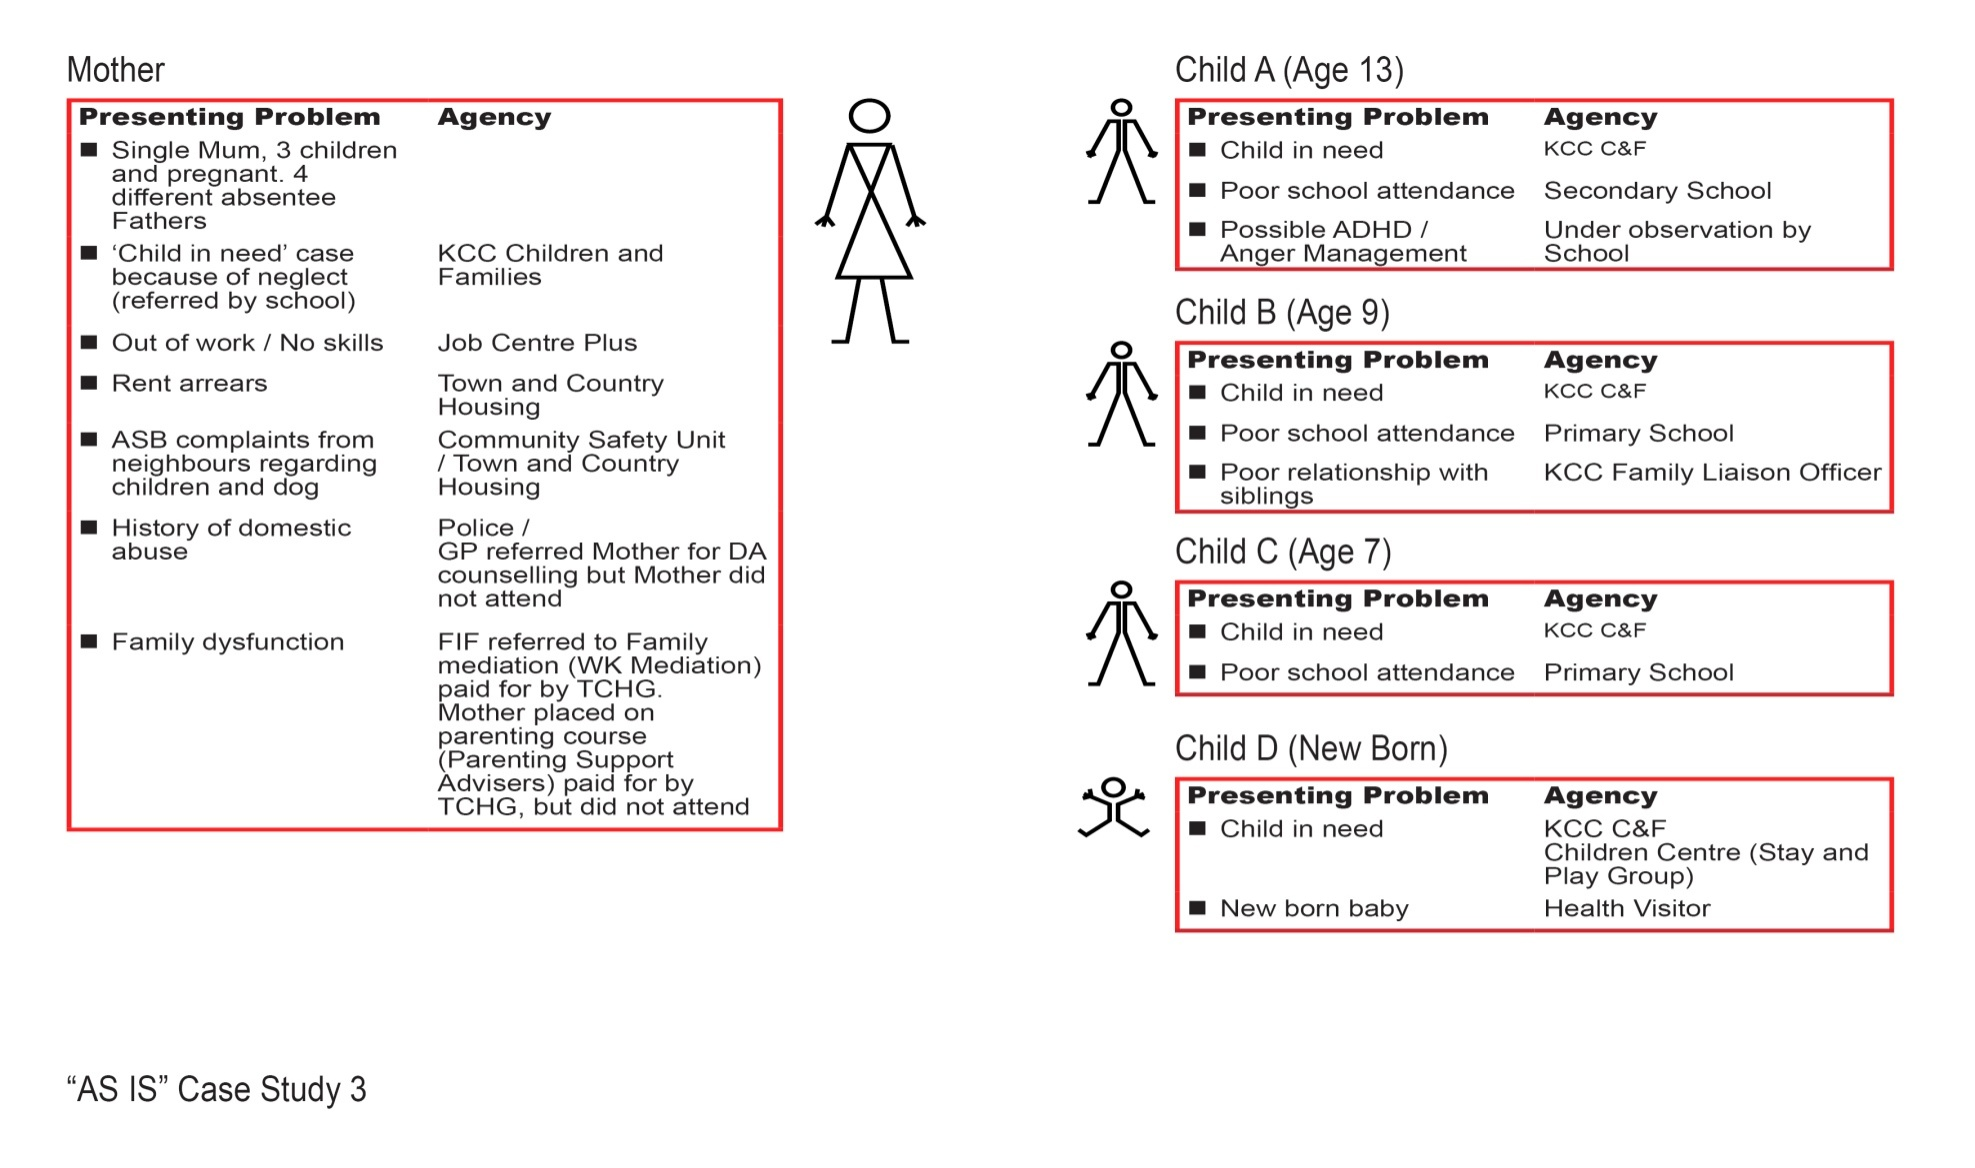 Mother
Presenting Problem Agency
■ Single Mum, 3 children
and pregnant. 4
different absentee
Fathers
■ ‘Child in need’ case KCC Children and
because of neglect Families
(referred by school)
■ Out of work / No skills Job Centre Plus
■ Rent arrears Town and Country
Housing
■ ASB complaints from Community Safety Unit
neighbours regarding / Town and Country
children and dog Housing
■ History of domestic Police /
abuse GP referred Mother for DA
counselling but Mother did
not attend
■ Family dysfunction FIF referred to Family
mediation (WK Mediation)
paid for by TCHG.
Mother placed on
parenting course
(Parenting Support
Advisers) paid for by
TCHG, but did not attend
Child A (Age 13)
Presenting Problem Agency
■ Child in need KCC C&F
■ Poor school attendance Secondary School
■ Possible ADHD / Under observation by
Anger Management School
Child B (Age 9)
Presenting Problem Agency
■ Child in need KCC C&F
■ Poor school attendance Primary School
■ Poor relationship with KCC Family Liaison Officer
siblings
Child C (Age 7)
Presenting Problem Agency
■ Child in need KCC C&F
■ Poor school attendance Primary School
Child D (New Born)
Presenting Problem Agency
■ Child in need KCC C&F
Children Centre (Stay and
Play Group)
■ New born baby Health Visitor
“AS IS” Case Study 3